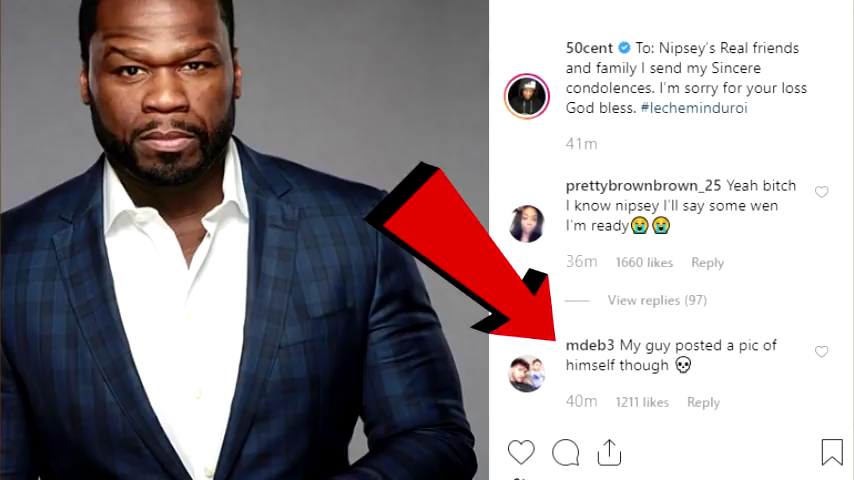 50cent To: Nipsey's Real friends
and family I send my Sincere
condolences. I'm sorry for your loss
God bless. #lecheminduroi
41m
prettybrownbrown_25 Yeah bitch
I know nipsey I'll say some wen
I'm ready😭😭
36m 1660 likes Reply
View replies (97)
mdeb3 My guy posted a pic of
himself though 💀
40m 1211 likes Reply